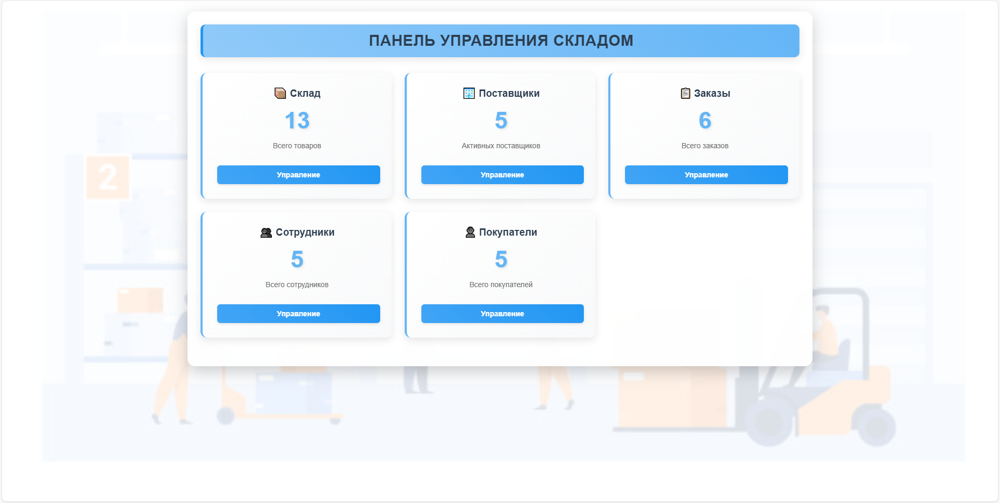 ПАНЕЛЬ УПРАВЛЕНИЯ СКЛАДОМ
Склад
13
Всего товаров
Управление
Поставщики
5
Активных поставщиков
Управление
Заказы
6
Всего заказов
Управление
Сотрудники
5
Всего сотрудников
Управление
Покупатели
5
Всего покупателей
Управление
2